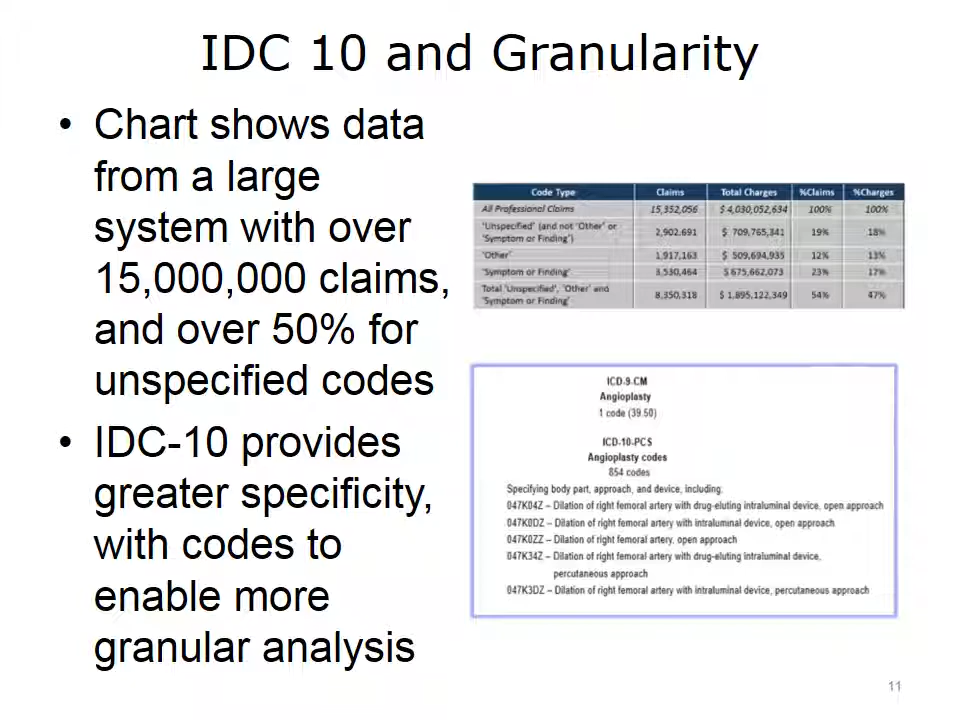 IDC 10 and Granularity
• Chart shows data
from a large
system with over
15,000,000 claims,
and over 50% for
unspecified codes
• IDC-10 provides
greater specificity,
with codes to
enable more
granular analysis
Code Type Claims Total Charges %Claims %Charges
All Professional Claims 15,352,056 $ 4,030,052,634 100% 100%
'Unspecified' (and not 'Other' or
'Symptom or Finding') 2,902,691 $ 709,765,341 19% 18%
'Other' 1,917,163 $ 509,694,935 12% 13%
'Symptom or Finding' 3,530,464 $ 675,662,073 23% 17%
Total 'Unspecified', 'Other' and
'Symptom or Finding' 8,350,318 $ 1,895,122,349 54% 47%
ICD-9-CM
Angioplasty
1 code (39.50)
ICD-10-PCS
Angioplasty codes
854 codes
Specifying body part, approach, and device, including:
047K04Z – Dilation of right femoral artery with drug-eluting intraluminal device, open approach
047K0DZ – Dilation of right femoral artery with intraluminal device, open approach
047K0ZZ – Dilation of right femoral artery, open approach
047K34Z – Dilation of right femoral artery with drug-eluting intraluminal device,
percutaneous approach
047K3DZ – Dilation of right femoral artery with intraluminal device, percutaneous approach
11